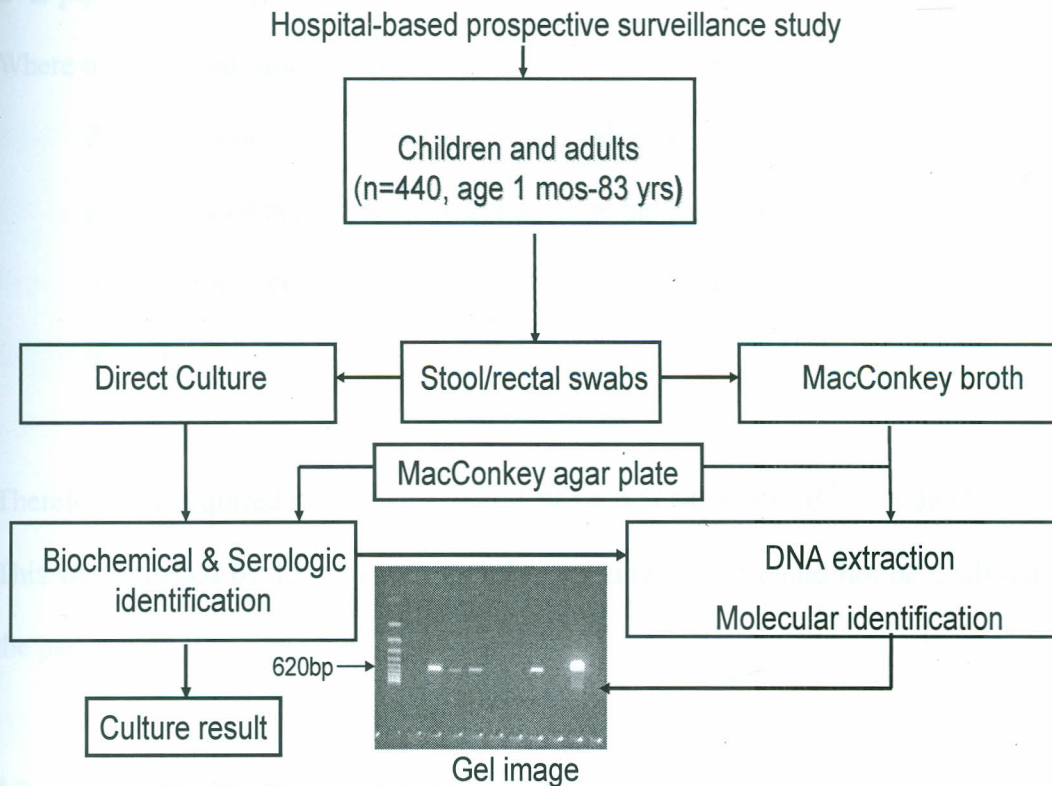 Hospital-based prospective surveillance study
Children and adults
(n=440, age 1 mos-83 yrs)
Direct Culture
Stool/rectal swabs
MacConkey broth
MacConkey agar plate
Biochemical & Serologic
identification
DNA extraction
Molecular identification
620bp
Culture result
Gel image